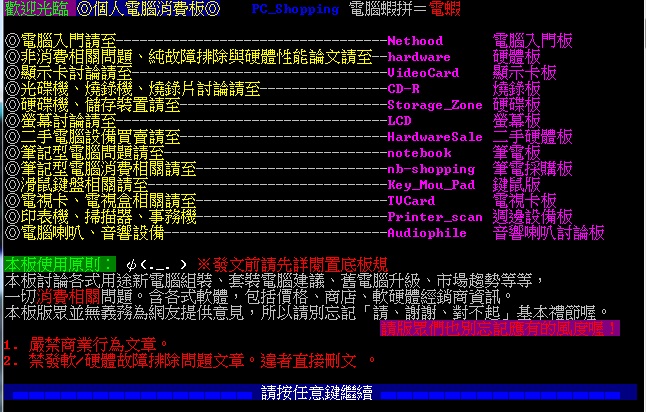 歡迎光臨 ◎個人電腦消費板◎ PC_Shopping 電腦蝦拼＝電蝦
◎電腦入門請至------------------------------------Nethood 電腦入門板
◎非消費相關問題、純故障排除與硬體性能論文請至----hardware 硬體板
◎顯示卡討論請至----------------------------------VideoCard 顯示卡板
◎光碟機、燒錄機、燒錄片討論請至------------------CD-R 燒錄板
◎硬碟機、儲存裝置請至----------------------------Storage_Zone 硬碟板
◎螢幕討論請至------------------------------------LCD 螢幕板
◎二手電腦設備買賣請至----------------------------HardwareSale 二手硬體板
◎筆記型電腦問題請至------------------------------notebook 筆電板
◎筆記型電腦消費相關請至--------------------------nb-shopping 筆電採購板
◎滑鼠鍵盤相關請至--------------------------------Key_Mou_Pad 鍵鼠版
◎電視卡、電視盒相關請至--------------------------TVCard 電視卡板
◎印表機、掃描器、事務機--------------------------Printer_scan 週邊設備板
◎電腦喇叭、音響設備------------------------------Audiophile 音響喇叭討論板
本板使用原則： ψ(._. ) ※發文前請先詳閱置底板規
本板討論各式用途新電腦組裝、套裝電腦建議、舊電腦升級、市場趨勢等等，
一切消費相關問題。含各式軟體，包括價格、商店、軟硬體經銷商資訊。
本板版眾並無義務為網友提供意見，所以請別忘記「請、謝謝、對不起」基本禮節喔。
請版眾們也別忘記應有的風度喔！
1. 嚴禁商業行為文章。
2. 禁發軟/硬體故障排除問題文章。違者直接刪文 。
請按任意鍵繼續